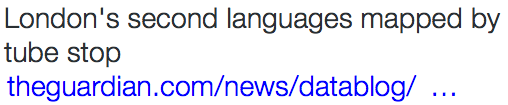 London's second languages mapped by
tube stop
theguardian.com/news/datablog/ ...